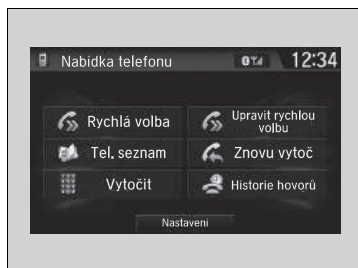 Nabídka telefonu 12:34
Rychlá volba
Upravit rychlou
volbu
Tel. seznam
Znovu vytoč
Vytočit
Historie hovorů
Nastavení